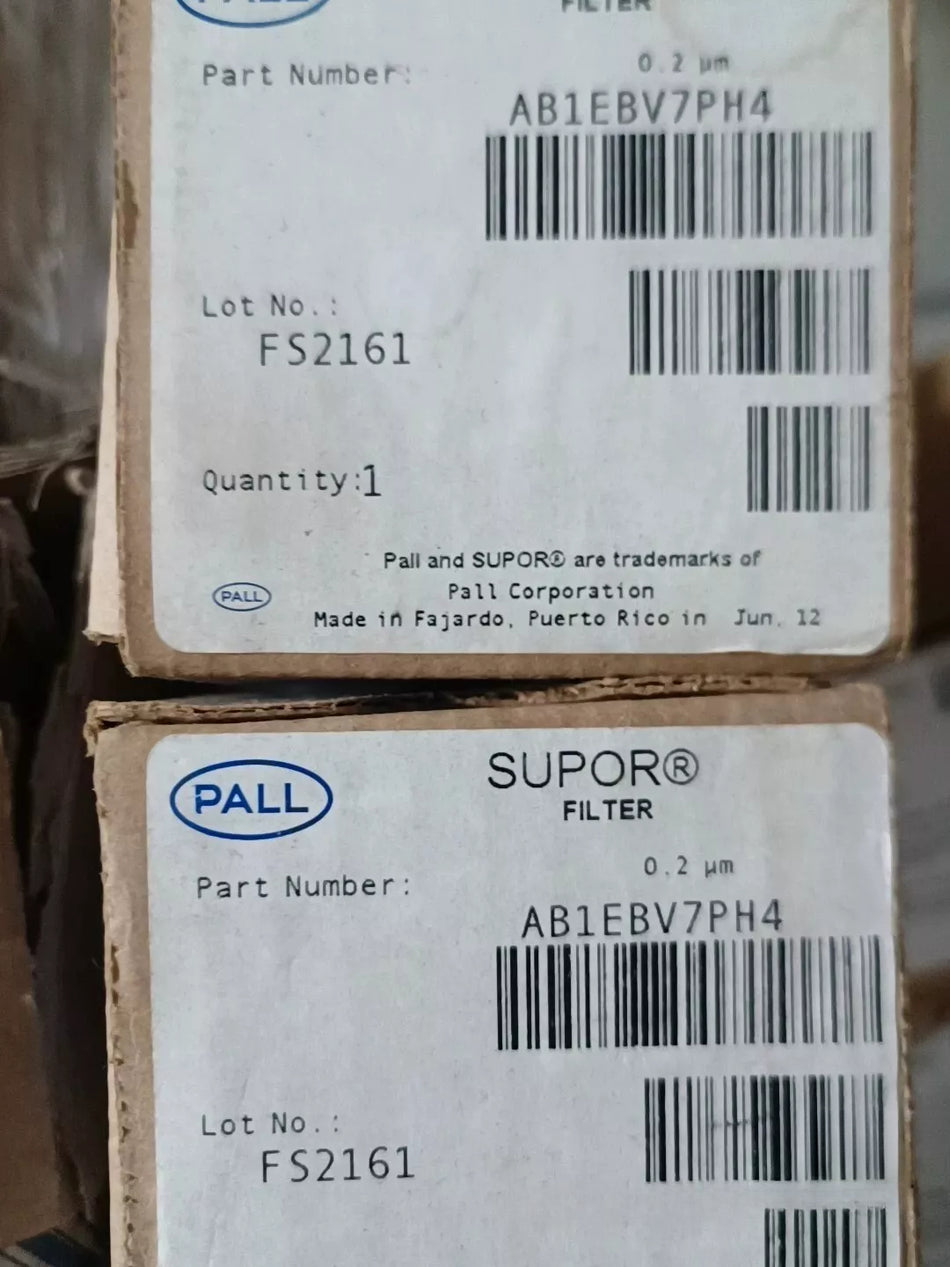 PALL
FILTER
0.2 µm
Part Number:
AB1EBV7PH4
Lot No.:
FS2161
Quantity:1
Pall and SUPOR® are trademarks of
PALL
Pall Corporation
Made in Fajardo, Puerto Rico in Jun. 12
PALL
SUPOR®
FILTER
0.2 µm
Part Number:
AB1EBV7PH4
Lot No.:
FS2161